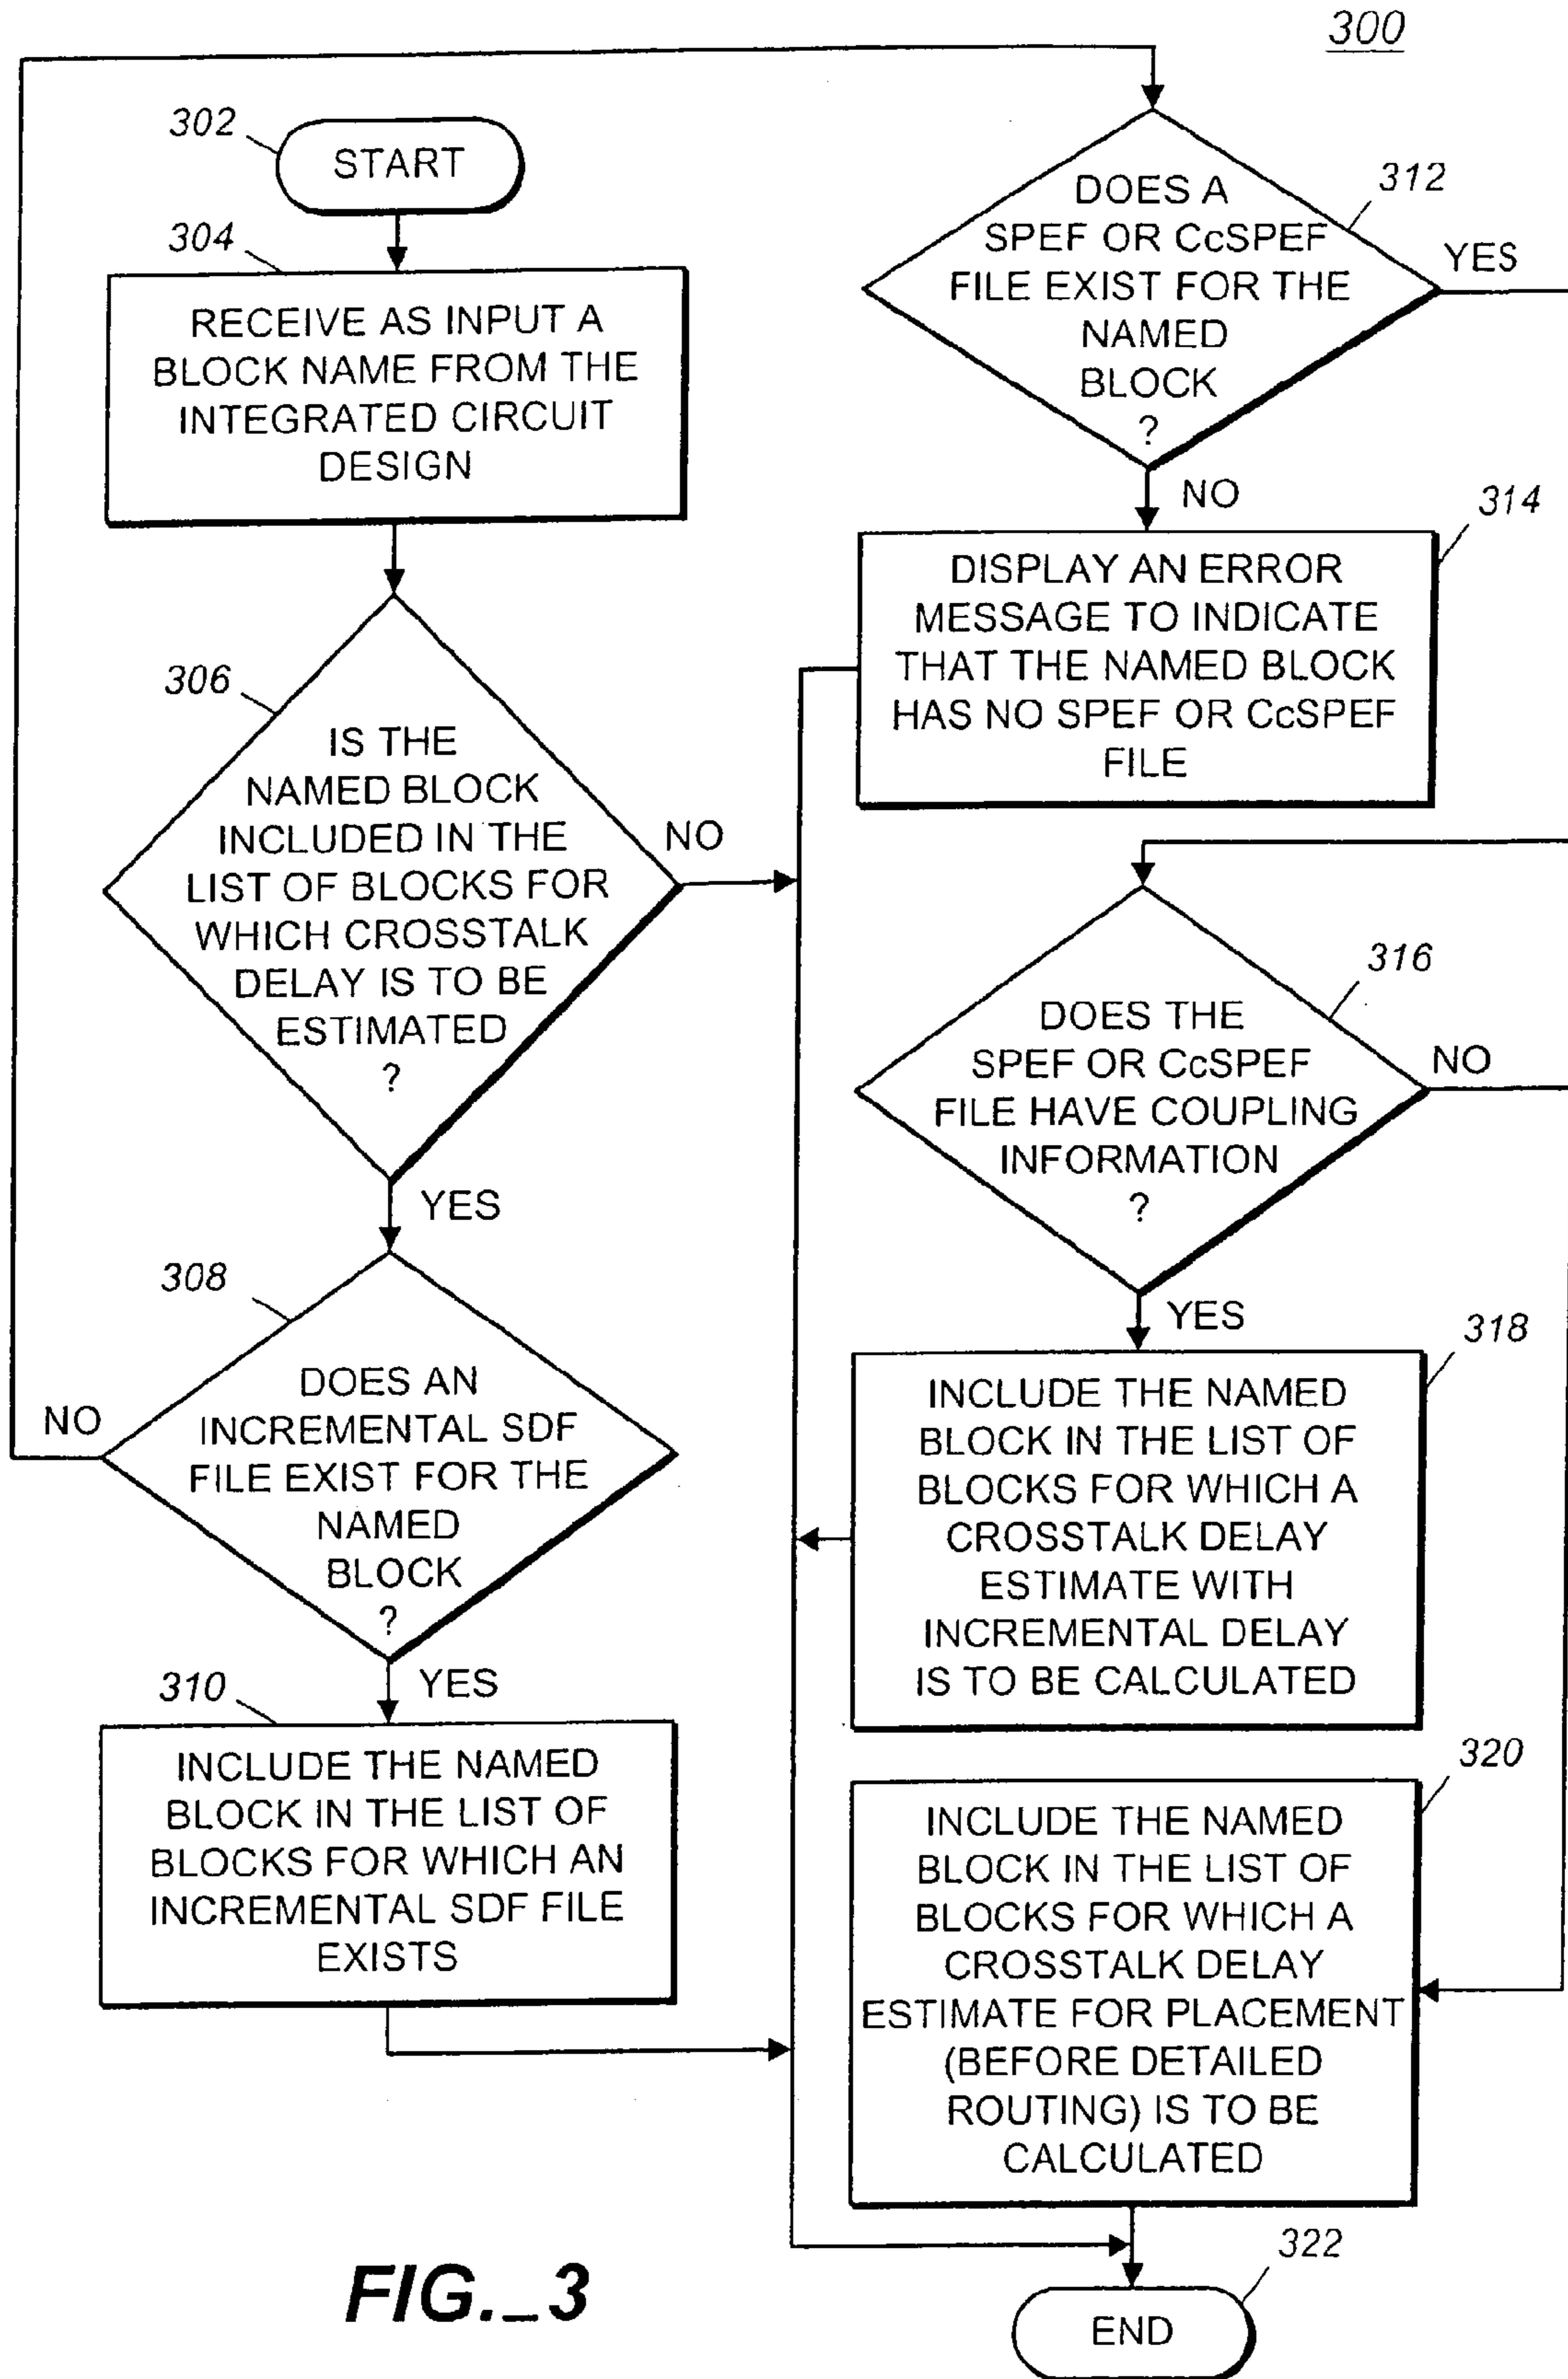 300
302
START
304
RECEIVE AS INPUT A
BLOCK NAME FROM THE
INTEGRATED CIRCUIT
DESIGN
306
IS THE
NAMED BLOCK
INCLUDED IN THE
LIST OF BLOCKS FOR
WHICH CROSSTALK
DELAY IS TO BE
ESTIMATED
?
NO
YES
308
DOES AN
INCREMENTAL SDF
FILE EXIST FOR THE
NAMED
BLOCK
?
NO
YES
310
INCLUDE THE NAMED
BLOCK IN THE LIST OF
BLOCKS FOR WHICH AN
INCREMENTAL SDF FILE
EXISTS
312
DOES A
SPEF OR CcSPEF
FILE EXIST FOR THE
NAMED
BLOCK
?
YES
NO
314
DISPLAY AN ERROR
MESSAGE TO INDICATE
THAT THE NAMED BLOCK
HAS NO SPEF OR CcSPEF
FILE
316
DOES THE
SPEF OR CcSPEF
FILE HAVE COUPLING
INFORMATION
?
NO
YES
318
INCLUDE THE NAMED
BLOCK IN THE LIST OF
BLOCKS FOR WHICH A
CROSSTALK DELAY
ESTIMATE WITH
INCREMENTAL DELAY
IS TO BE CALCULATED
320
INCLUDE THE NAMED
BLOCK IN THE LIST OF
BLOCKS FOR WHICH A
CROSSTALK DELAY
ESTIMATE FOR PLACEMENT
(BEFORE DETAILED
ROUTING) IS TO BE
CALCULATED
322
END
FIG._3